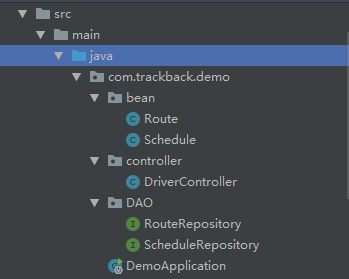 src
main
java
com.trackback.demo
bean
Route
Schedule
controller
DriverController
DAO
RouteRepository
ScheduleRepository
DemoApplication